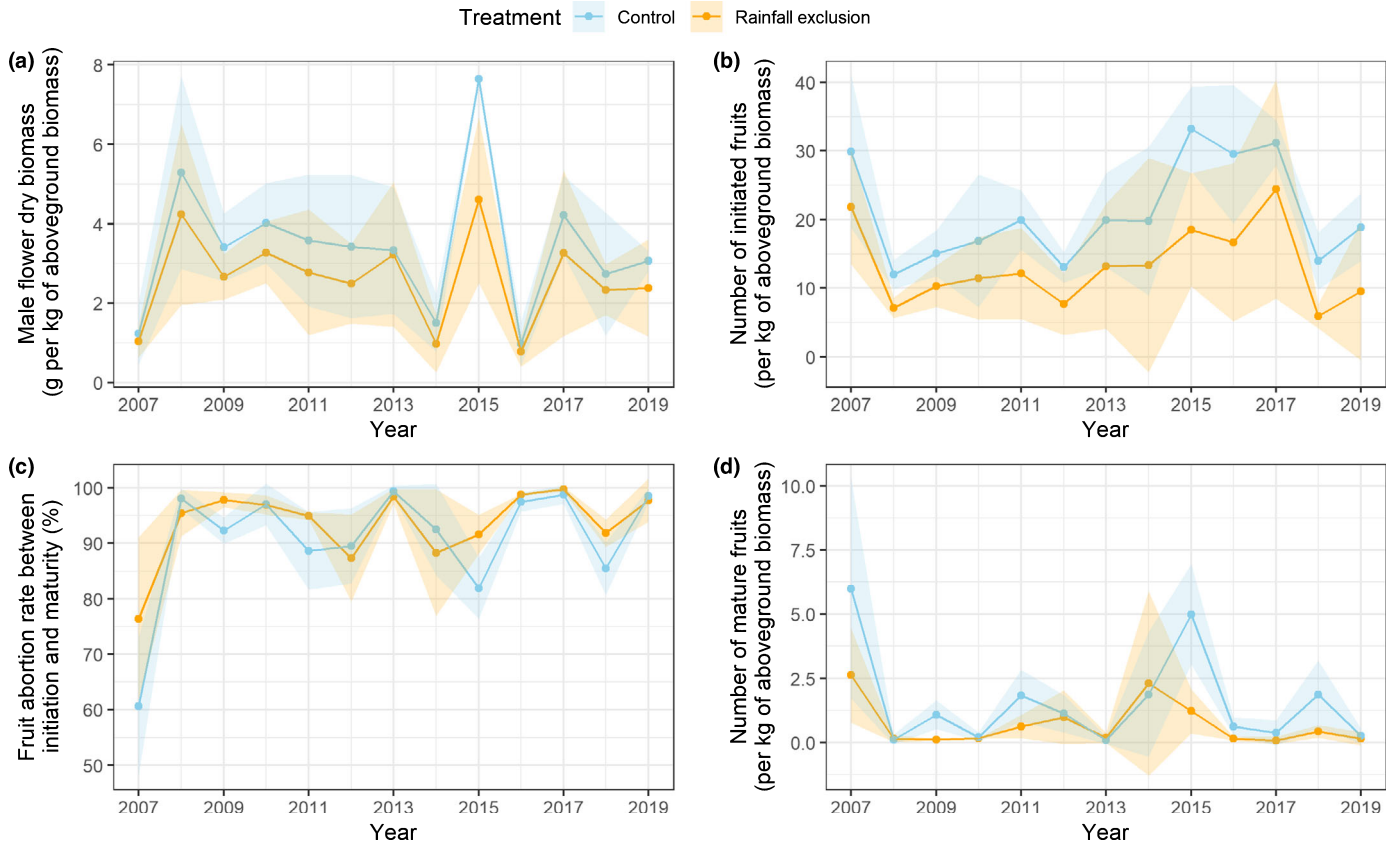 Treatment Control Rainfall exclusion
(a)
Male flower dry biomass
(g per kg of aboveground biomass)
8
6
4
2
0
2007 2009 2011 2013 2015 2017 2019
Year
(b)
Number of initiated fruits
(per kg of aboveground biomass)
40
30
20
10
0
2007 2009 2011 2013 2015 2017 2019
Year
(c)
Fruit abortion rate between
initiation and maturity (%)
100
90
80
70
60
50
2007 2009 2011 2013 2015 2017 2019
Year
(d)
Number of mature fruits
(per kg of aboveground biomass)
10.0
7.5
5.0
2.5
0.0
2007 2009 2011 2013 2015 2017 2019
Year